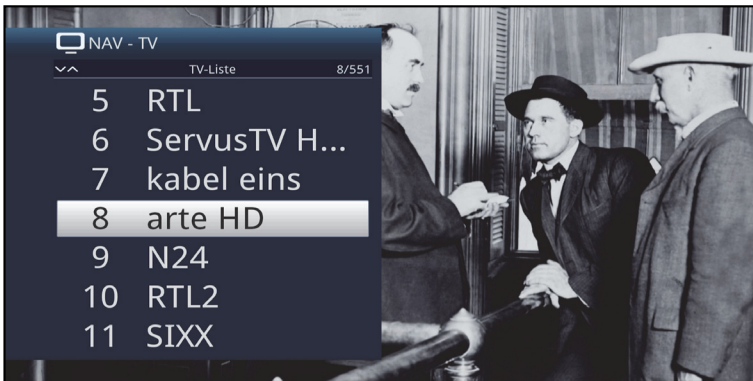 NAV - TV
TV-Liste 8/551
5 RTL
6 ServusTV H...
7 kabel eins
8 arte HD
9 N24
10 RTL2
11 SIXX